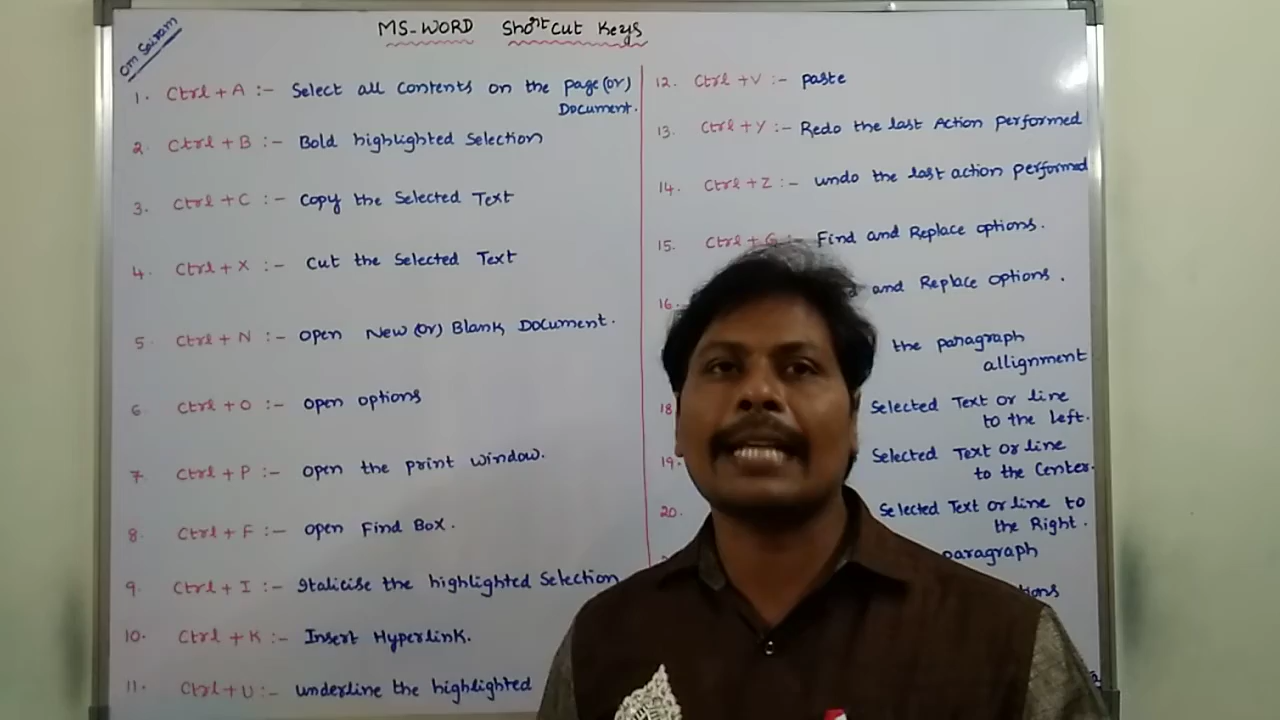 om Sairam
MS-WORD Shortcut Keys
1. Ctrl + A :- Select all contents on the page (or)
Document.
2. Ctrl + B :- Bold highlighted Selection
3. Ctrl + C :- Copy the Selected Text
4. Ctrl + X :- Cut the Selected Text
5. Ctrl + N :- open New (or) Blank Document.
6 Ctrl + O :- open options
7 Ctrl + P :- open the print window.
8. Ctrl + F :- open Find Box.
9. Ctrl + I :- Italicise the highlighted Selection
10. Ctrl + K :- Insert Hyperlink.
11. Ctrl + U :- underline the highlighted
12. Ctrl + V :- paste
13. Ctrl + Y :- Redo the last Action performed
14. Ctrl + Z :- undo the last action performed
15. Ctrl + G :- Find and Replace options.
16. and Replace options.
the paragraph
allignment
18 Selected Text or line
to the left.
19. Selected Text or line
to the Center.
20. Selected Text or line to
the Right.
paragraph